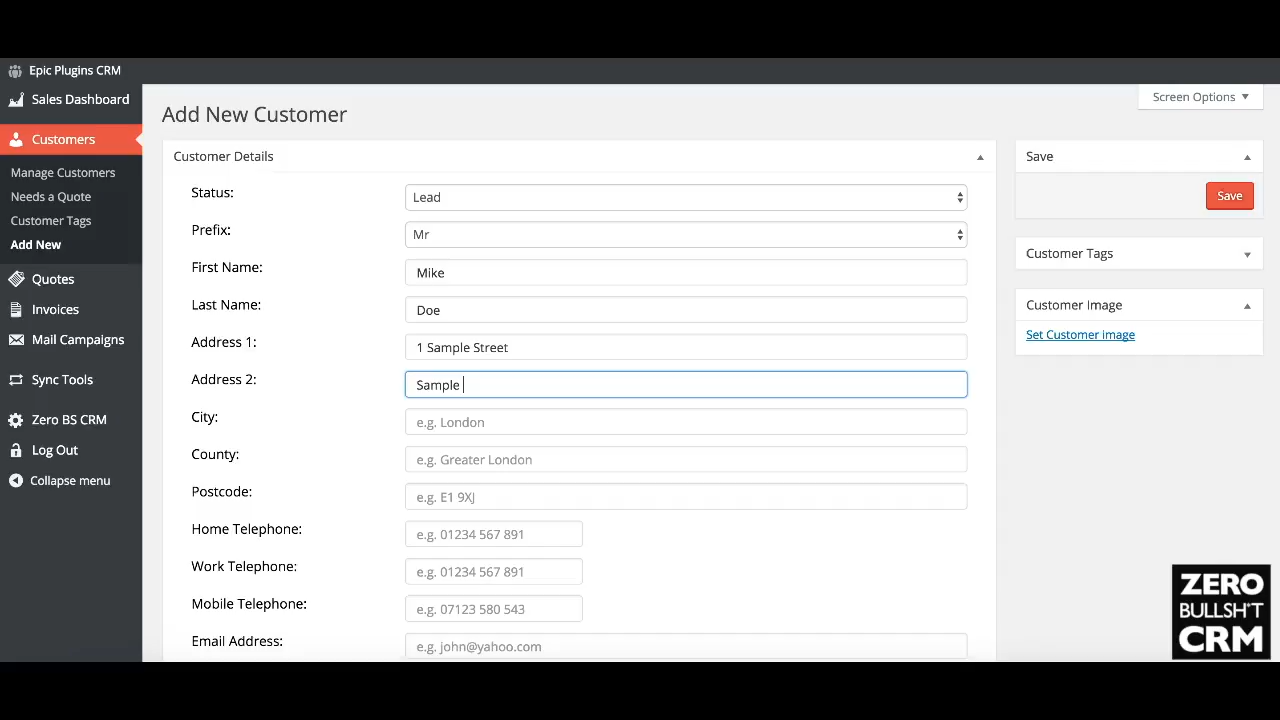 Epic Plugins CRM
Sales Dashboard
Customers
Manage Customers
Needs a Quote
Customer Tags
Add New
Quotes
Invoices
Mail Campaigns
Sync Tools
Zero BS CRM
Log Out
Collapse menu
Screen Options
Add New Customer
Customer Details
Status: Lead
Prefix: Mr
First Name: Mike
Last Name: Doe
Address 1: 1 Sample Street
Address 2: Sample
City: e.g. London
County: e.g. Greater London
Postcode: e.g. E1 9XJ
Home Telephone: e.g. 01234 567 891
Work Telephone: e.g. 01234 567 891
Mobile Telephone: e.g. 07123 580 543
Email Address: e.g. john@yahoo.com
Save
Save
Customer Tags
Customer Image
Set Customer image
ZERO
BULLSH*T
CRM